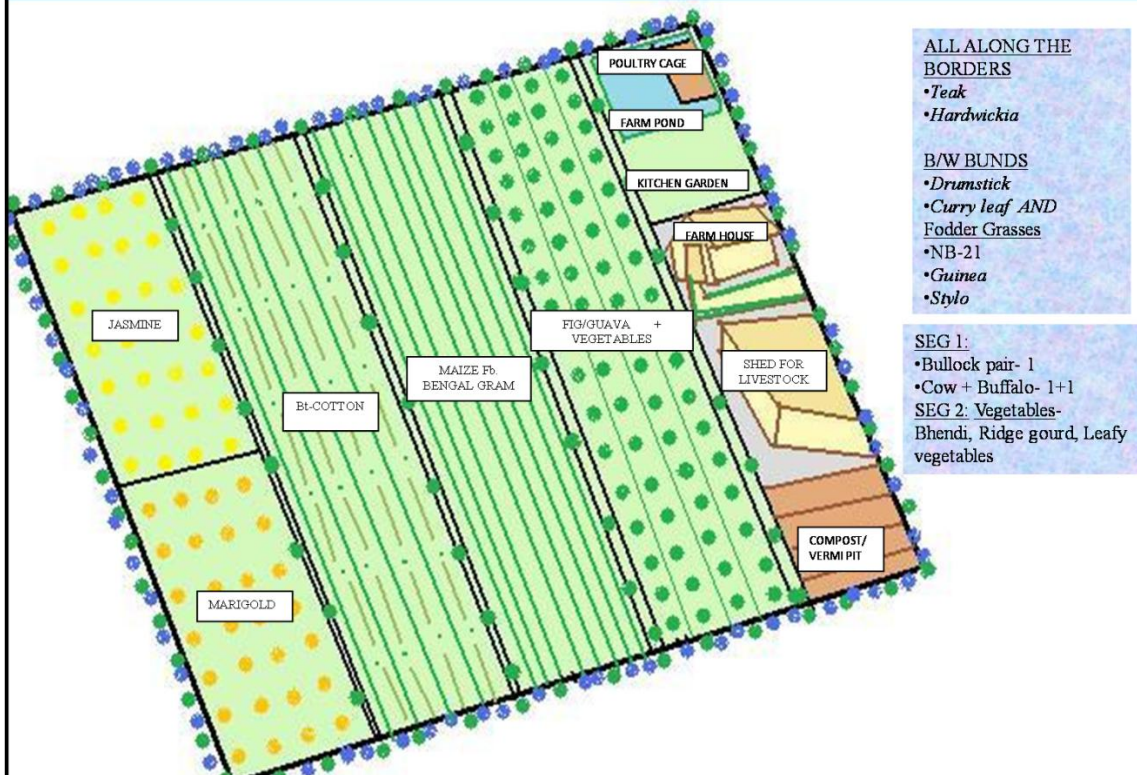 POULTRY CAGE
FARM POND
KITCHEN GARDEN
FARM HOUSE
JASMINE
FIG/GUAVA +
VEGETABLES
MAIZE Fb.
BENGAL GRAM
SHED FOR
LIVESTOCK
Bt-COTTON
COMPOST/
VERMI PIT
MARIGOLD
ALL ALONG THE
BORDERS
•Teak
•Hardwickia
B/W BUNDS
•Drumstick
•Curry leaf AND
Fodder Grasses
•NB-21
•Guinea
•Stylo
SEG 1:
•Bullock pair- 1
•Cow + Buffalo- 1+1
SEG 2: Vegetables-
Bhendi, Ridge gourd, Leafy
vegetables